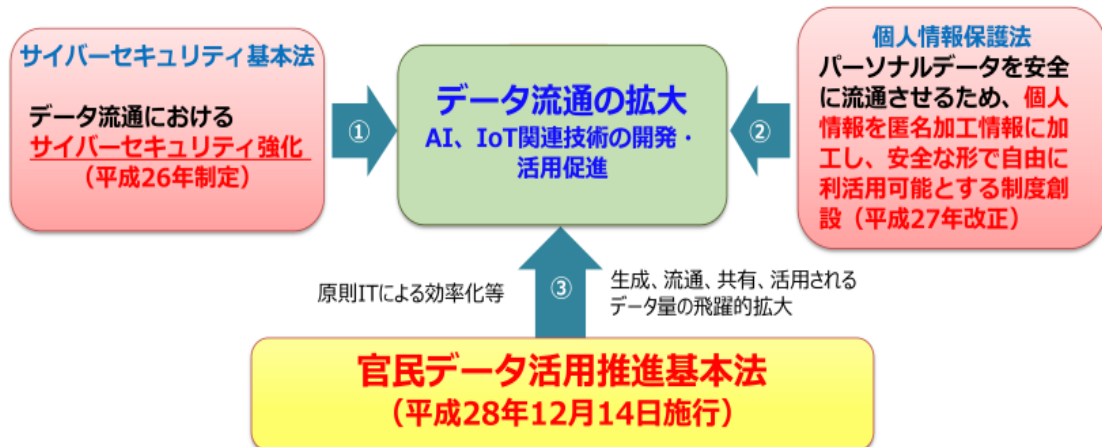 サイバーセキュリティ基本法
データ流通における
サイバーセキュリティ強化
(平成26年制定)
①
データ流通の拡大
AI、IoT関連技術の開発・
活用促進
②
個人情報保護法
パーソナルデータを安全
に流通させるため、個人
情報を匿名加工情報に加
工し、安全な形で自由に
利活用可能とする制度創
設(平成27年改正)
原則ITによる効率化等
③
生成、流通、共有、活用される
データ量の飛躍的拡大
官民データ活用推進基本法
(平成28年12月14日施行)